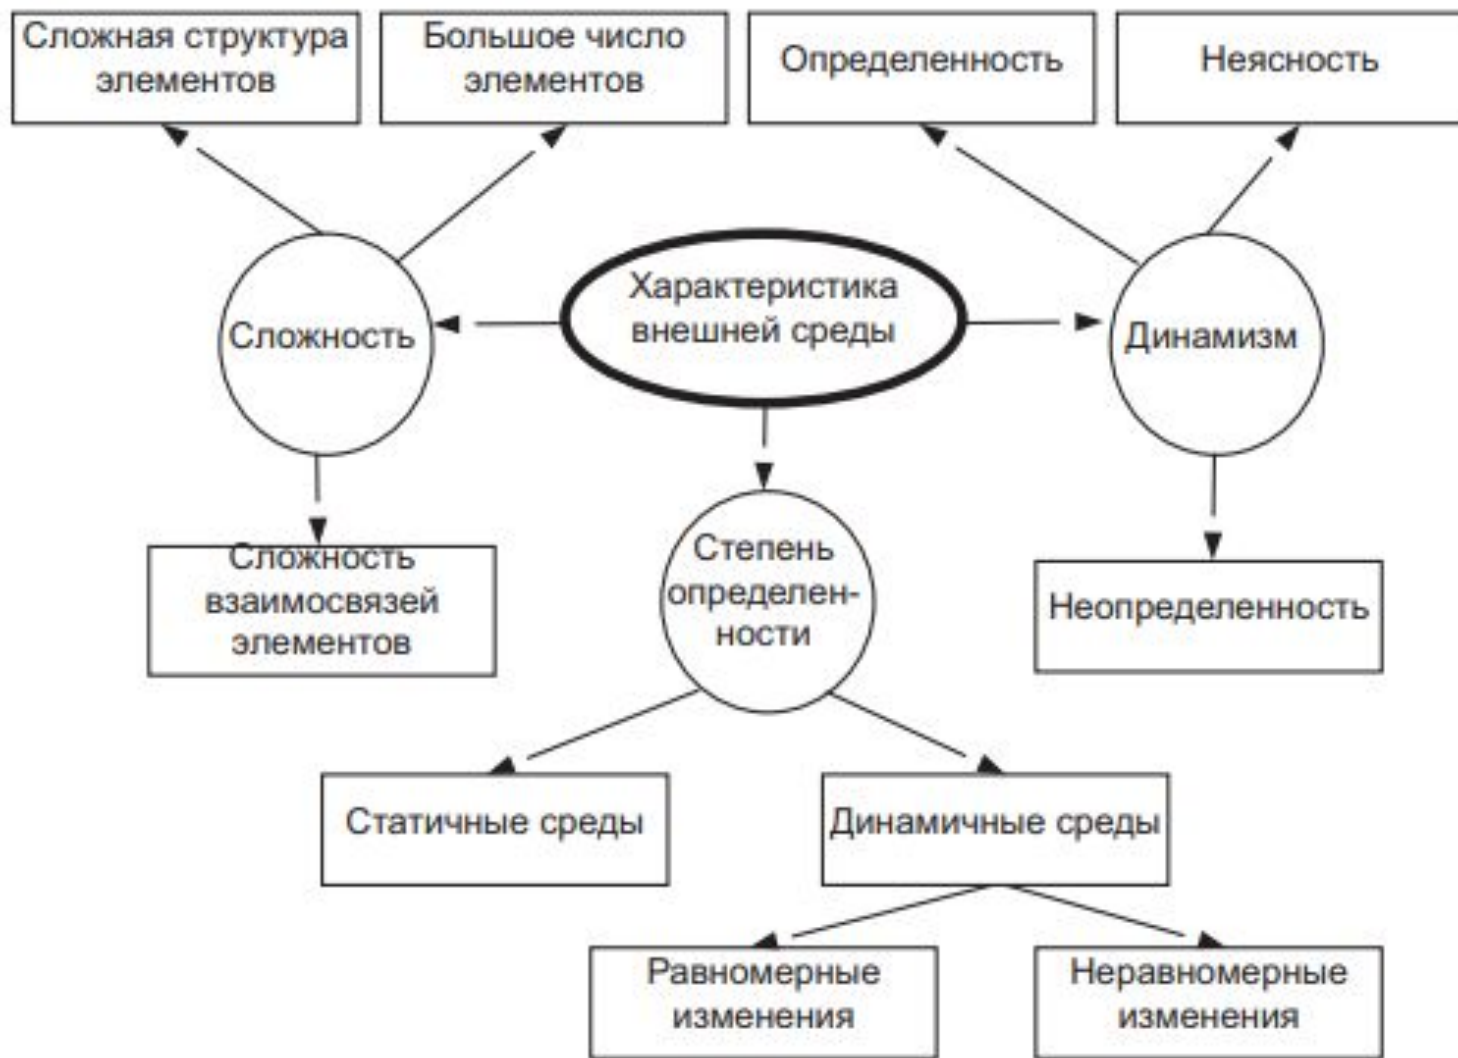 Сложная структура
элементов
Большое число
элементов
Определенность
Неясность
Сложность
Характеристика
внешней среды
Динамизм
Сложность
взаимосвязей
элементов
Степень
определен-
ности
Неопределенность
Статичные среды
Динамичные среды
Равномерные
изменения
Неравномерные
изменения